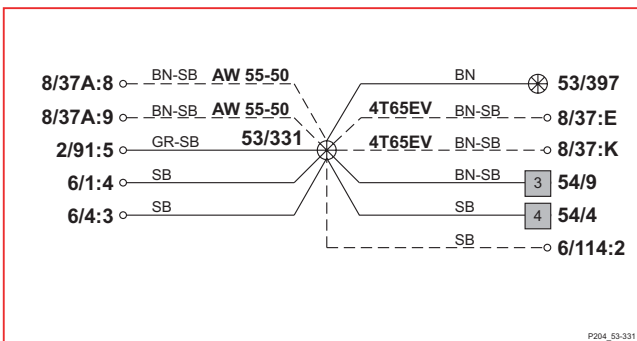 8/37A:8 BN-SB AW 55-50 BN 53/397
8/37A:9 BN-SB AW 55-50 4T65EV BN-SB 8/37:E
2/91:5 GR-SB 53/331 4T65EV BN-SB 8/37:K
6/1:4 SB BN-SB 3 54/9
6/4:3 SB SB 4 54/4
SB 6/114:2
P204_53-331